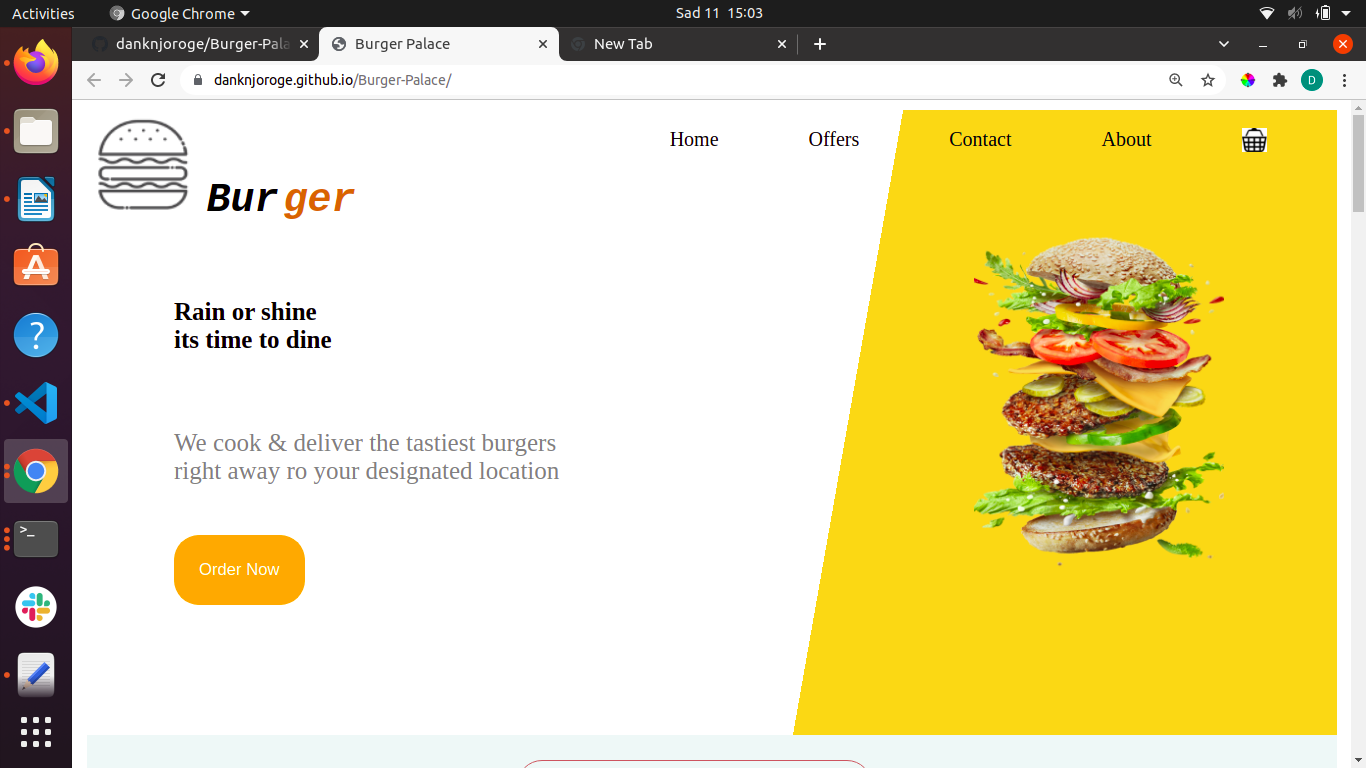 Activities
Google Chrome
Sad 11 15:03
danknjoroge/Burger-Pala
Burger Palace
New Tab
danknjoroge.github.io/Burger-Palace/
D
Home
Offers
Contact
About
Burger
Rain or shine
its time to dine
We cook & deliver the tastiest burgers
right away ro your designated location
Order Now